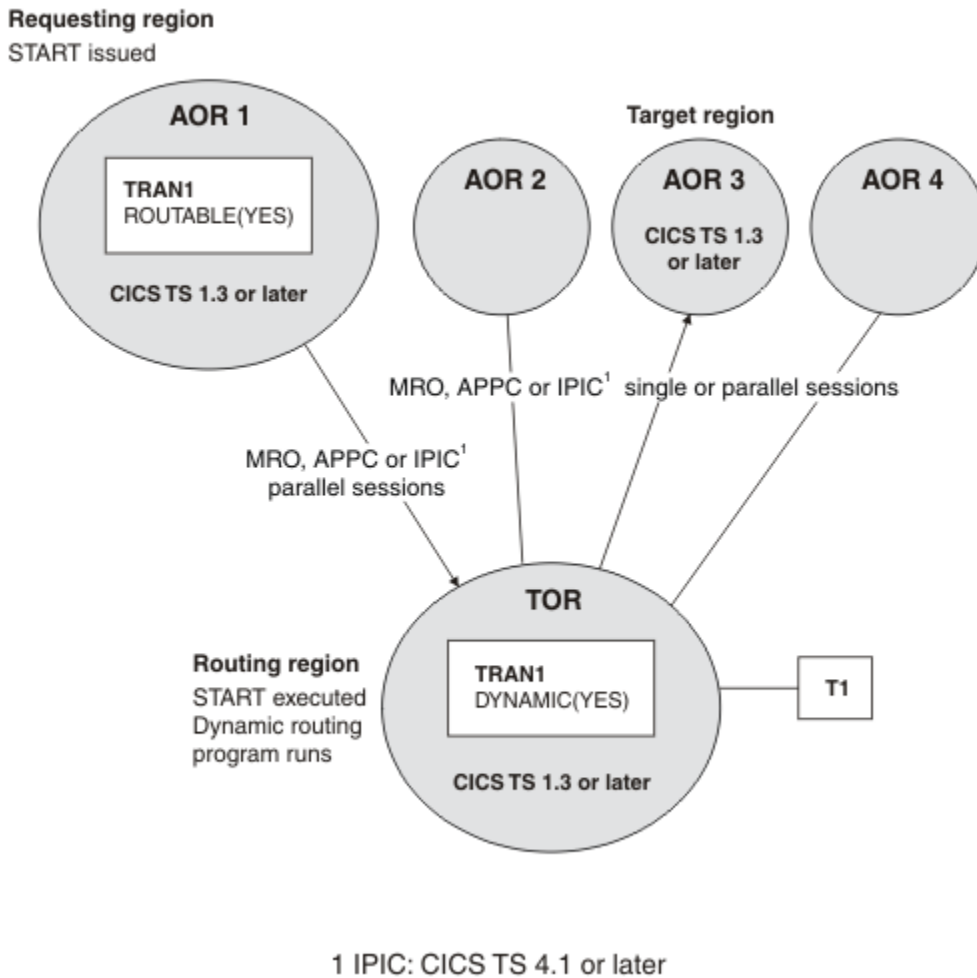 Requesting region
START issued
AOR 1
TRAN1
ROUTABLE(YES)
CICS TS 1.3 or later
AOR 2
Target region
AOR 3
CICS TS 1.3
or later
AOR 4
MRO, APPC or IPIC¹ single or parallel sessions
MRO, APPC or IPIC¹
parallel sessions
TOR
TRAN1
DYNAMIC(YES)
CICS TS 1.3 or later
Routing region
START executed
Dynamic routing
program runs
T1
1 IPIC: CICS TS 4.1 or later